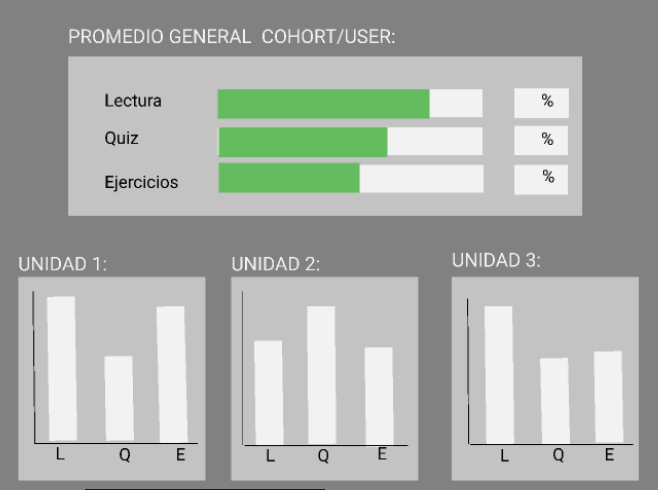 PROMEDIO GENERAL COHORT/USER:
Lectura %
Quiz %
Ejercicios %
UNIDAD 1:
L Q E
UNIDAD 2:
L Q E
UNIDAD 3:
L Q E